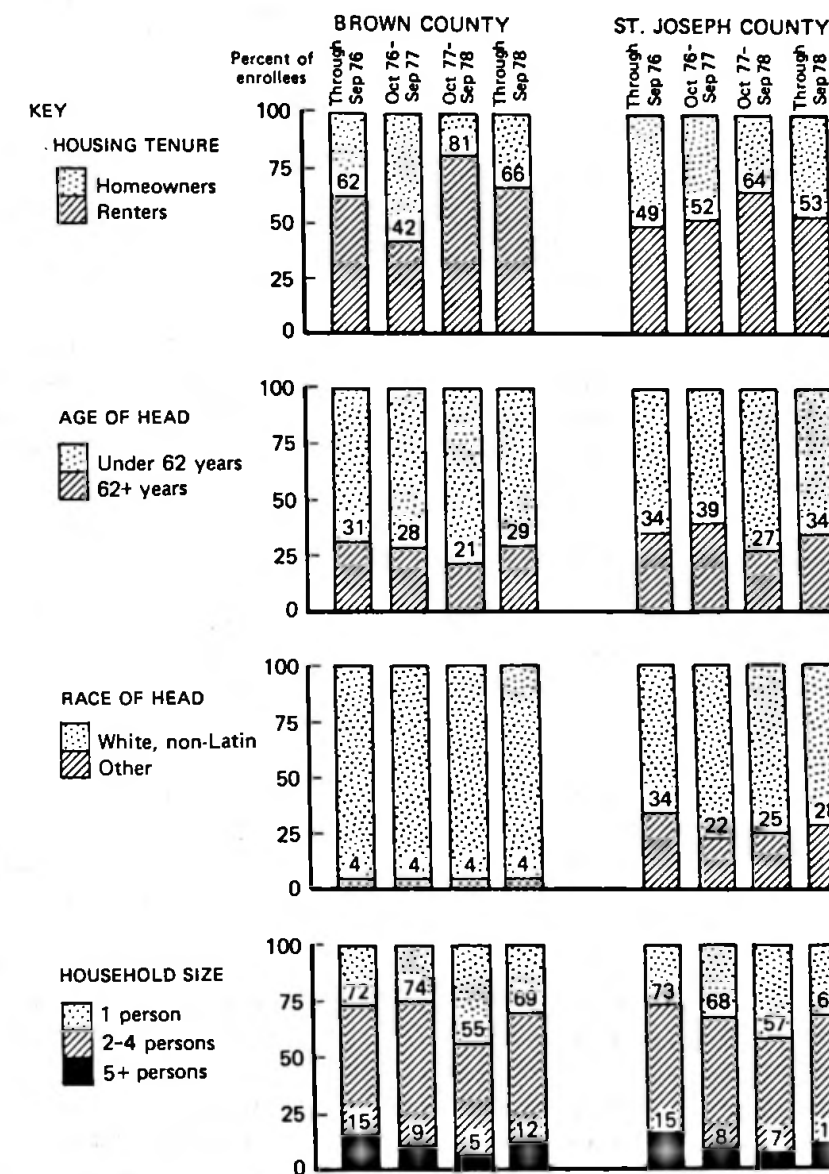 BROWN COUNTY ST. JOSEPH COUNTY
Percent of enrollees
Through Sep 76
Oct 76- Sep 77
Oct 77- Sep 78
Through Sep 78
Through Sep 76
Oct 76- Sep 77
Oct 77- Sep 78
Through Sep 78
KEY
HOUSING TENURE
Homeowners
Renters
100
75
50
25
0
62 42 81 66 49 52 64 53
AGE OF HEAD
Under 62 years
62+ years
100
75
50
25
0
31 28 21 29 34 39 27 34
RACE OF HEAD
White, non-Latin
Other
100
75
50
25
0
4 4 4 4 34 22 25
HOUSEHOLD SIZE
1 person
2-4 persons
5+ persons
100
75
50
25
0
72 74 55 69 73 68 57
15 9 5 12 15 8 7